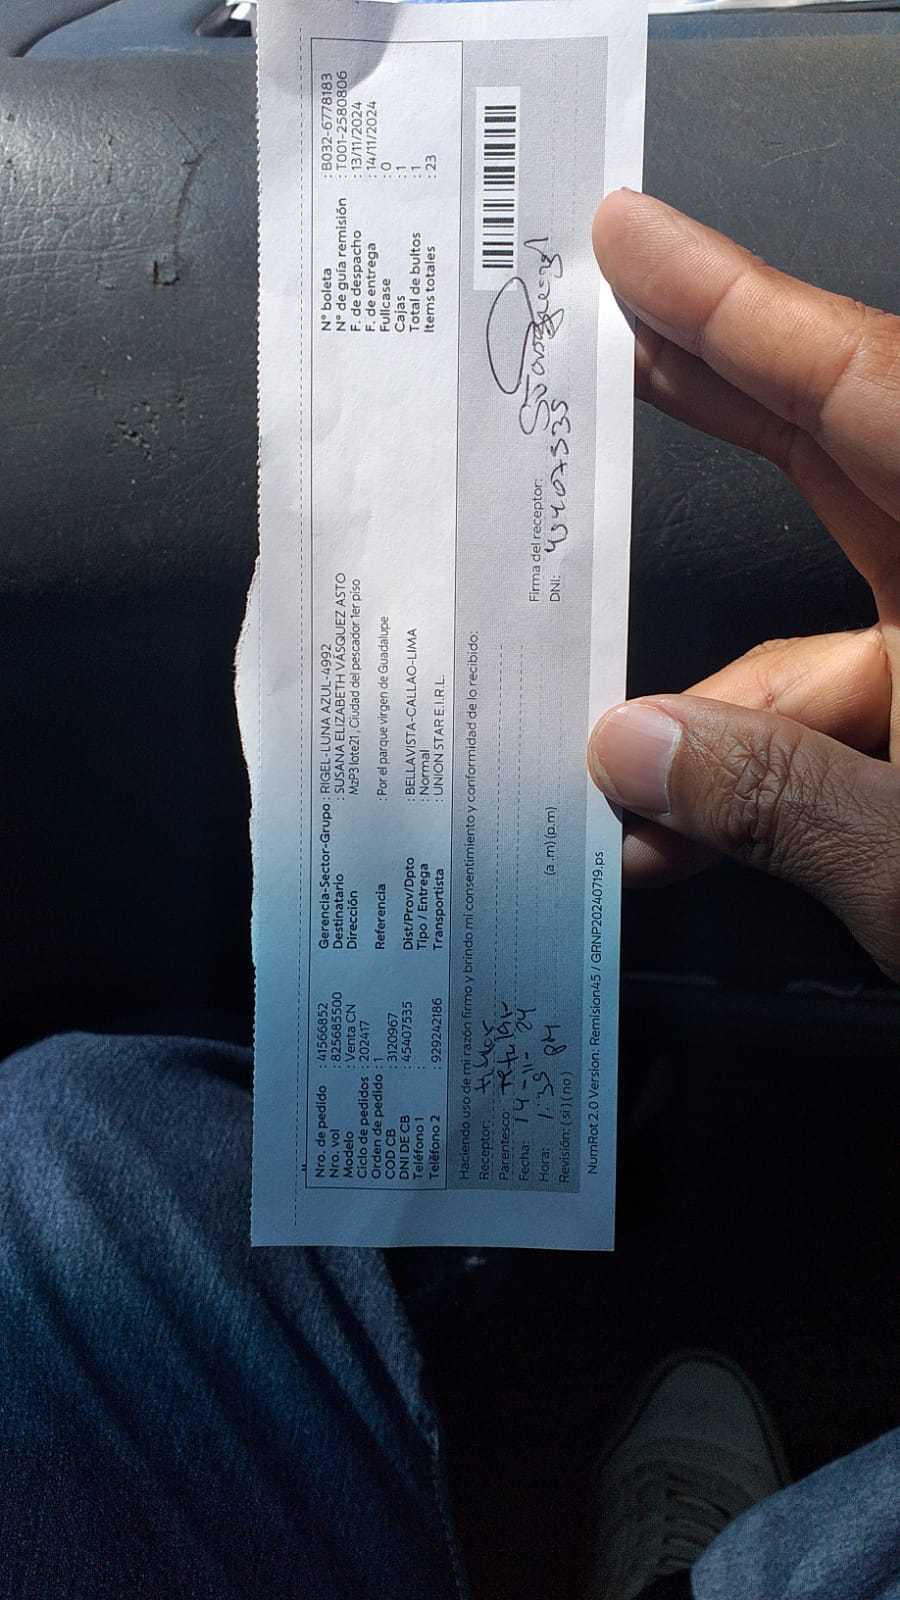 Nro. de pedido : 41566852
Nro. vol : 825685500
Modelo : Venta CN
Ciclo de pedidos : 202417
Orden de pedido : 1
COD CB : 3120967
DNI DE CB : 45407535
Teléfono 1 :
Teléfono 2 : 929242186
Gerencia-Sector-Grupo : RIGEL-LUNA AZUL-4992
Destinatario : SUSANA ELIZABETH VÁSQUEZ ASTO
Dirección MzP3 lote21 , Ciudad del pescador 1er piso
Referencia : Por el parque virgen de Guadalupe
Dist/Prov/Dpto : BELLAVISTA-CALLAO-LIMA
Tipo / Entrega : Normal
Transportista : UNION STAR E.I.R.L.
N° boleta : B032-6778183
N° de guía remisión : T001-2580806
F. de despacho : 13/11/2024
F. de entrega : 14/11/2024
Fullcase : 0
Cajas : 1
Total de bultos : 1
Items totales : 23
Haciendo uso de mi razón firmo y brindo mi consentimiento y conformidad de lo recibido:
Receptor:
Parentesco: titular
Fecha: 14-11-24
Hora: 1:35 PM (a .m) (p.m)
Revisión: ( si ) ( no )
Firma del receptor:
DNI: 45407535
NumRot 2.0 Version: Remision45 / GRNP20240719.ps